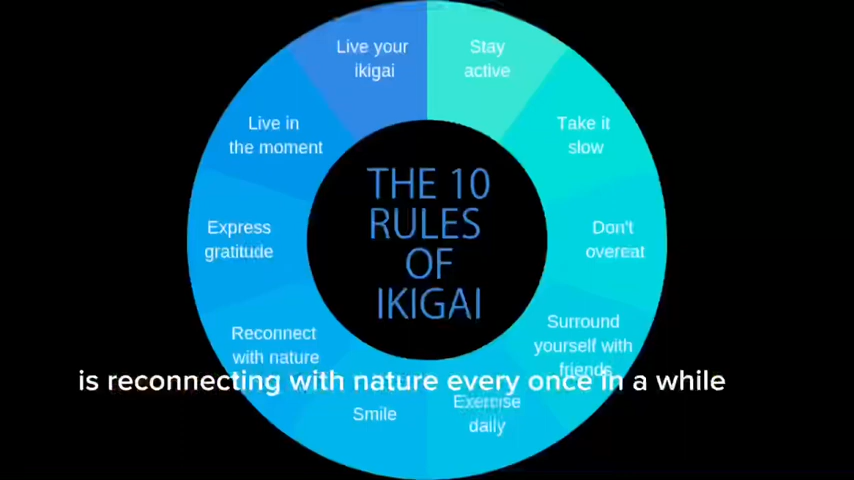 Live your
ikigai
Stay
active
Take it
slow
Don't
overeat
Surround
yourself with
friends
Exercise
daily
Smile
Reconnect
with nature
Express
gratitude
Live in
the moment
THE 10
RULES
OF
IKIGAI
is reconnecting with nature every once in a while